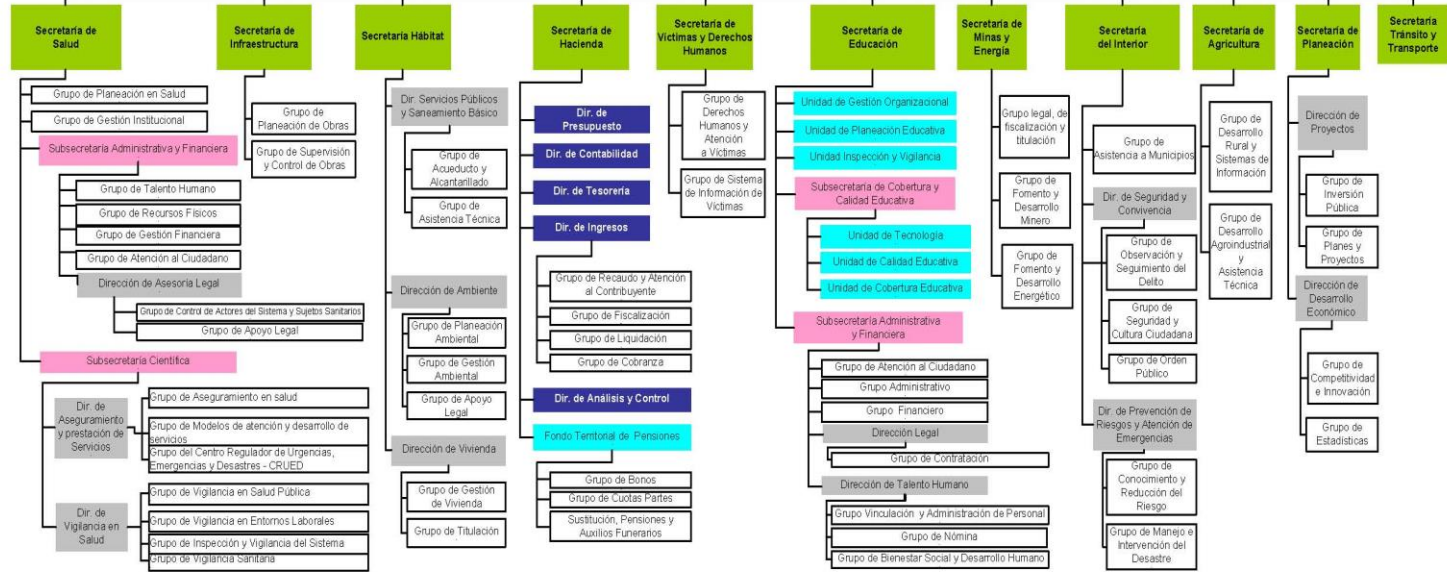 Secretaría de
Salud
Grupo de Planeación en Salud
Grupo de Gestión Institucional
Subsecretaría Administrativa y Financiera
Grupo de Talento Humano
Grupo de Recursos Físicos
Grupo de Gestión Financiera
Grupo de Atención al Ciudadano
Dirección de Asesoría Legal
Grupo de Control de Actores del Sistema y Sujetos Sanitarios
Grupo de Apoyo Legal
Subsecretaría Científica
Dir. de
Aseguramiento
y prestación de
Servicios
Grupo de Aseguramiento en salud
Grupo de Modelos de atención y desarrollo de
servicios
Grupo del Centro Regulador de Urgencias,
Emergencias y Desastres - CRUED
Dir. de
Vigilancia en
Salud
Grupo de Vigilancia en Salud Pública
Grupo de Vigilancia en Entornos Laborales
Grupo de Inspección y Vigilancia del Sistema
Grupo de Vigilancia Sanitaria
Secretaría de
Infraestructura
Grupo de
Planeación de Obras
Grupo de Supervisión
y Control de Obras
Secretaría Hábitat
Dir. Servicios Públicos
y Saneamiento Básico
Grupo de
Acueducto y
Alcantarillado
Grupo de
Asistencia Técnica
Dirección de Ambiente
Grupo de Planeación
Ambiental
Grupo de Gestión
Ambiental
Grupo de Apoyo
Legal
Dirección de Vivienda
Grupo de Gestión
de Vivienda
Grupo de Titulación
Secretaría de
Hacienda
Dir. de
Presupuesto
Dir. de Contabilidad
Dir. de Tesorería
Dir. de Ingresos
Grupo de Recaudo y Atención
al Contribuyente
Grupo de Fiscalización
Grupo de Liquidación
Grupo de Cobranza
Dir. de Análisis y Control
Fondo Territorial de Pensiones
Grupo de Bonos
Grupo de Cuotas Partes
Sustitución, Pensiones y
Auxilios Funerarios
Secretaría de
Víctimas y Derechos
Humanos
Grupo de
Derechos
Humanos y
Atención
a Víctimas
Grupo de Sistema
de Información de
Víctimas
Secretaría de
Educación
Unidad de Gestión Organizacional
Unidad de Planeación Educativa
Unidad Inspección y Vigilancia
Subsecretaría de Cobertura y
Calidad Educativa
Unidad de Tecnología
Unidad de Calidad Educativa
Unidad de Cobertura Educativa
Subsecretaría Administrativa
y Financiera
Grupo de Atención al Ciudadano
Grupo Administrativo
Grupo Financiero
Dirección Legal
Grupo de Contratación
Dirección de Talento Humano
Grupo Vinculación y Administración de Personal
Grupo de Nómina
Grupo de Bienestar Social y Desarrollo Humano
Secretaría de
Minas y
Energía
Grupo legal, de
fiscalización y
titulación
Grupo de
Fomento y
Desarrollo
Minero
Grupo de
Fomento y
Desarrollo
Energético
Secretaría
del Interior
Grupo de
Asistencia a Municipios
Dir. de Seguridad y
Convivencia
Grupo de
Observación y
Seguimiento del
Delito
Grupo de
Seguridad y
Cultura Ciudadana
Grupo de Orden
Público
Dir. de Prevención de
Riesgos y Atención de
Emergencias
Grupo de
Conocimiento y
Reducción del
Riesgo
Grupo de Manejo e
Intervención del
Desastre
Secretaría
de
Agricultura
Grupo de
Desarrollo
Rural y
Sistemas de
Información
Grupo de
Desarrollo
Agroindustrial
y
Asistencia
Técnica
Secretaría
de
Planeación
Dirección de
Proyectos
Grupo de
Inversión
Pública
Grupo de
Planes y
Proyectos
Dirección de
Desarrollo
Económico
Grupo de
Competitividad
e Innovación
Grupo de
Estadísticas
Secretaría
Tránsito y
Transporte